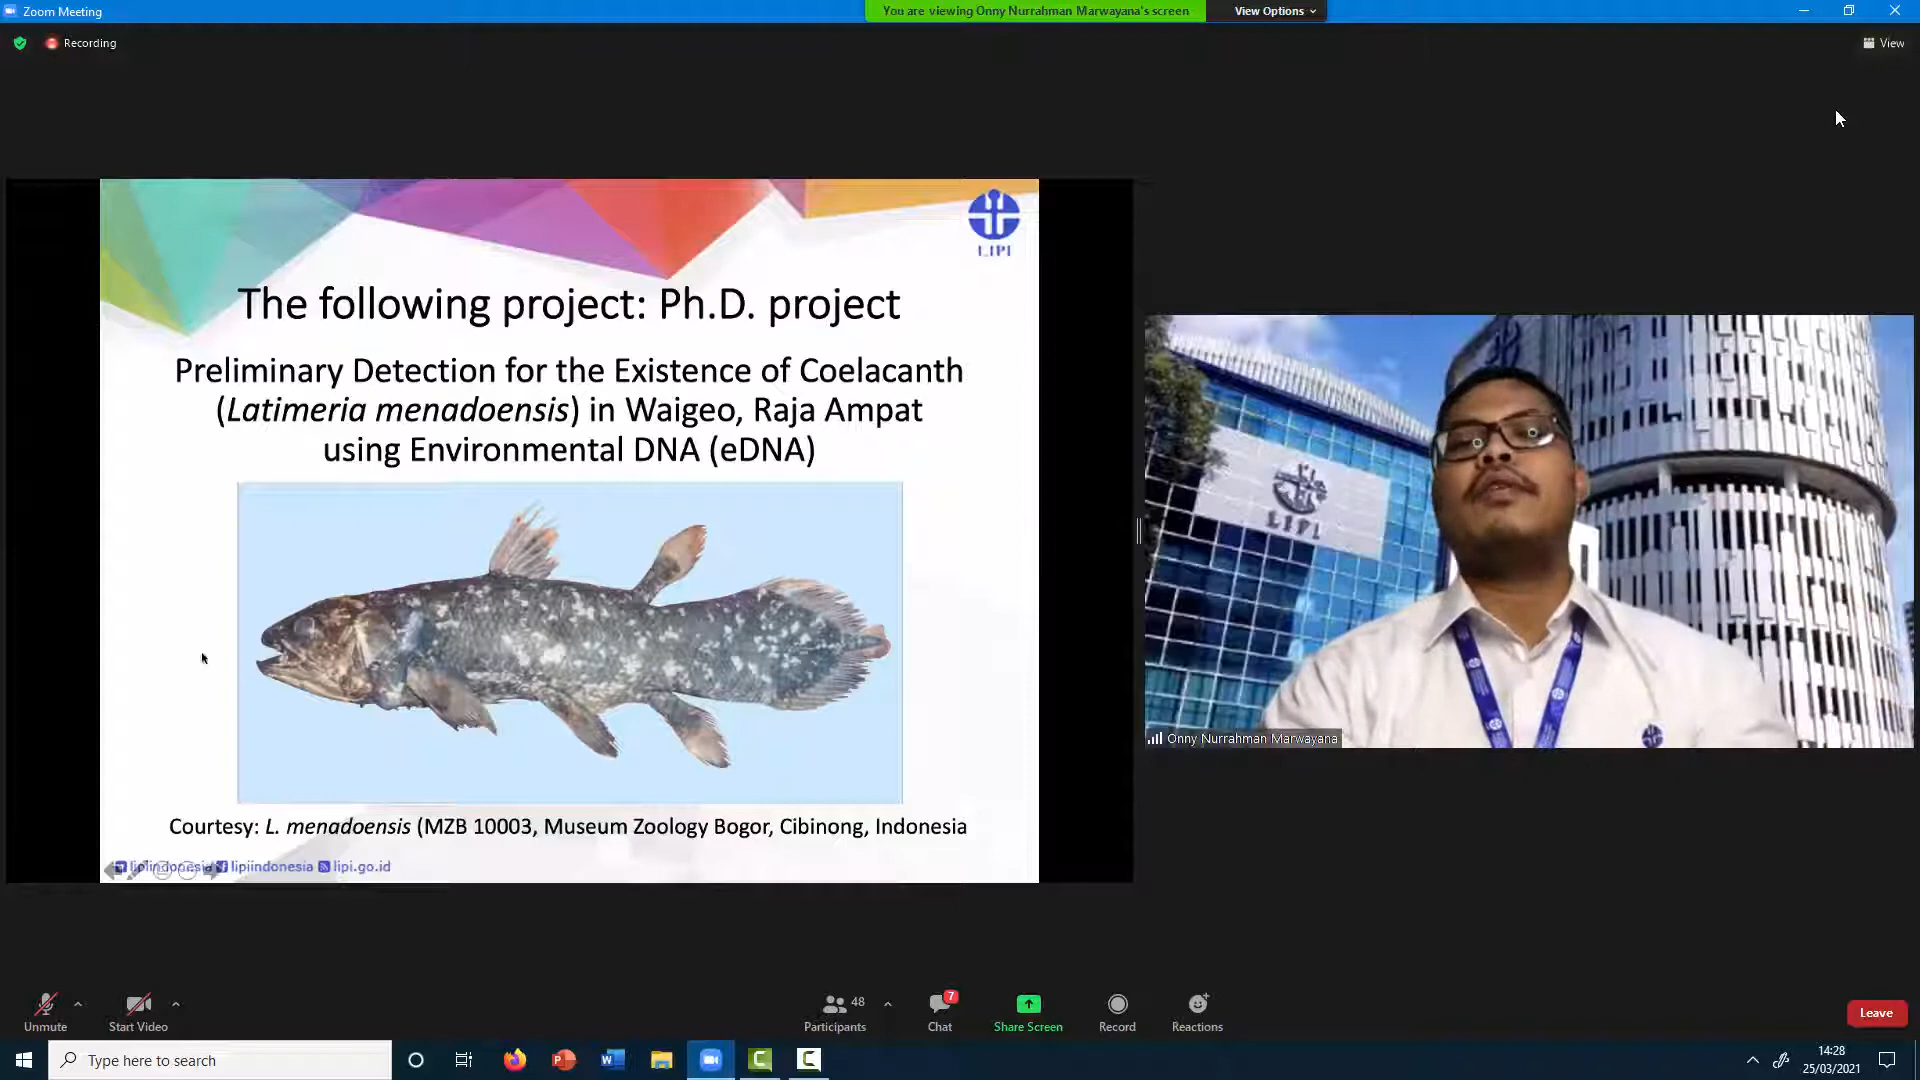 Zoom Meeting
You are viewing Onny Nurrahman Marwayana's screen
View Options
Recording
View
LIPI
The following project: Ph.D. project
Preliminary Detection for the Existence of Coelacanth
(Latimeria menadoensis) in Waigeo, Raja Ampat
using Environmental DNA (eDNA)
Courtesy: L. menadoensis (MZB 10003, Museum Zoology Bogor, Cibinong, Indonesia
lipiindonesia lipiindonesia lipi.go.id
LIPI
Onny Nurrahman Marwayana
Unmute
Start Video
48
Participants
7
Chat
Share Screen
Record
Reactions
Leave
Type here to search
14:28
25/03/2021